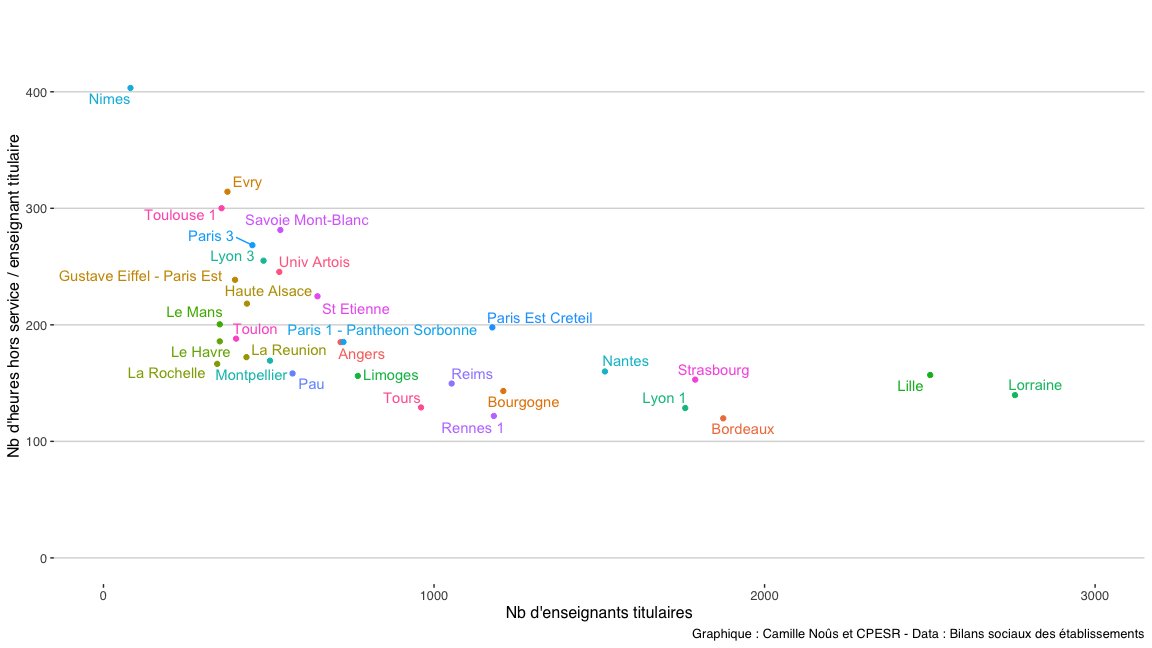 Nb d'heures hors service / enseignant titulaire
400
300
200
100
0
Nimes
Evry
Toulouse 1
Savoie Mont-Blanc
Paris 3
Lyon 3
Univ Artois
Gustave Eiffel - Paris Est
Haute Alsace
St Etienne
Le Mans
Paris Est Creteil
Toulon
Paris 1 - Pantheon Sorbonne
Le Havre
La Reunion
Angers
Nantes
La Rochelle
Montpellier
Pau
Limoges
Reims
Strasbourg
Lille
Lorraine
Tours
Bourgogne
Lyon 1
Rennes 1
Bordeaux
0
1000
2000
3000
Nb d'enseignants titulaires
Graphique : Camille Noûs et CPESR - Data : Bilans sociaux des établissements